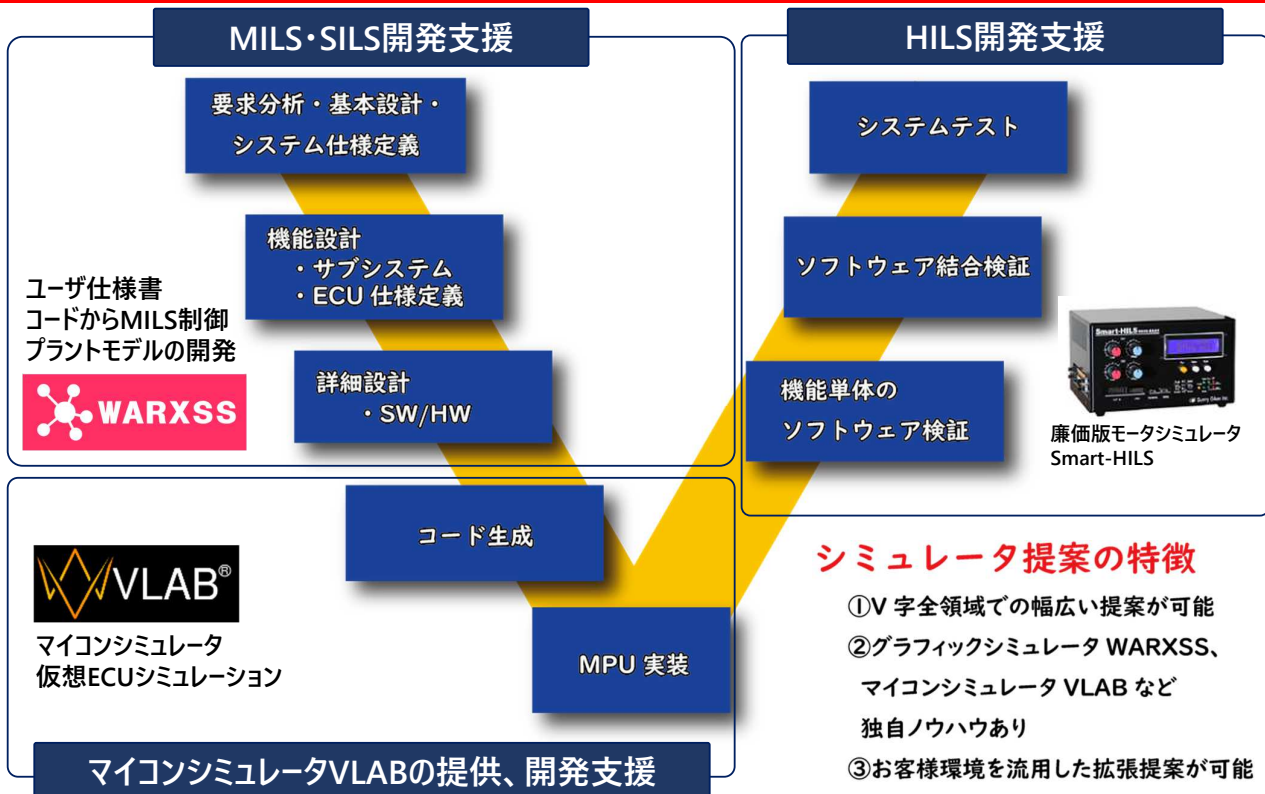 MILS・SILS開発支援
要求分析・基本設計・
システム仕様定義
機能設計
・サブシステム
・ECU 仕様定義
ユーザ仕様書
コードからMILS制御
プラントモデルの開発
WARXSS
詳細設計
・SW/HW
HILS開発支援
システムテスト
ソフトウェア結合検証
機能単体の
ソフトウェア検証
Smart-HILS
廉価版モータシミュレータ
Smart-HILS
コード生成
VLAB®
マイコンシミュレータ
仮想ECUシミュレーション
MPU 実装
マイコンシミュレータVLABの提供、開発支援
シミュレータ提案の特徴
①V 字全領域での幅広い提案が可能
②グラフィックシミュレータ WARXSS、
マイコンシミュレータ VLAB など
独自ノウハウあり
③お客様環境を流用した拡張提案が可能